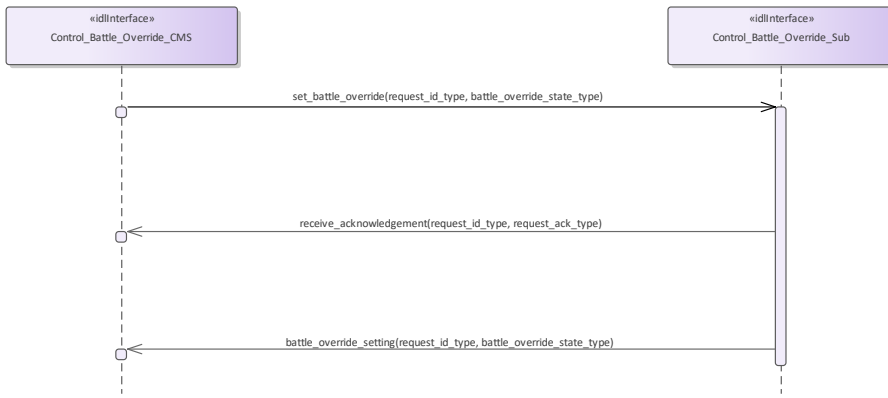 «idlInterface»
Control_Battle_Override_CMS
«idlInterface»
Control_Battle_Override_Sub
set_battle_override(request_id_type, battle_override_state_type)
receive_acknowledgement(request_id_type, request_ack_type)
battle_override_setting(request_id_type, battle_override_state_type)